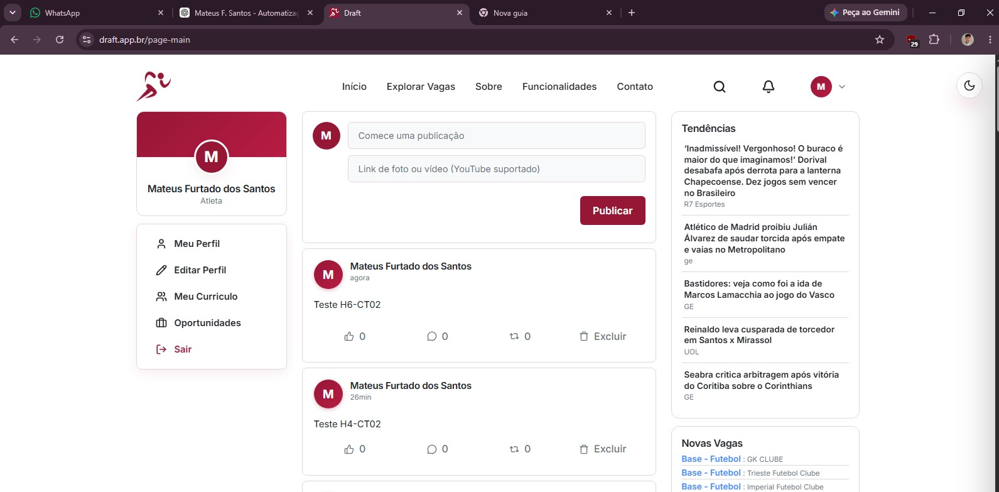 WhatsApp
Mateus F. Santos - Automatizaç
Draft
Nova guia
Peça ao Gemini
draft.app.br/page-main
29
Início
Explorar Vagas
Sobre
Funcionalidades
Contato
M
M
Mateus Furtado dos Santos
Atleta
Meu Perfil
Editar Perfil
Meu Curriculo
Oportunidades
Sair
M
Comece uma publicação
Link de foto ou vídeo (YouTube suportado)
Publicar
M
Mateus Furtado dos Santos
agora
Teste H6-CT02
0
0
0
Excluir
M
Mateus Furtado dos Santos
26min
Teste H4-CT02
0
0
0
Excluir
Tendências
‘Inadmissível! Vergonhoso! O buraco é
maior do que imaginamos!’ Dorival
desabafa após derrota para a lanterna
Chapecoense. Dez jogos sem vencer
no Brasileiro
R7 Esportes
Atlético de Madrid proibiu Julián
Álvarez de saudar torcida após empate
e vaias no Metropolitano
ge
Bastidores: veja como foi a ida de
Marcos Lamacchia ao jogo do Vasco
GE
Reinaldo leva cusparada de torcedor
em Santos x Mirassol
UOL
Seabra critica arbitragem após vitória
do Coritiba sobre o Corinthians
GE
Novas Vagas
Base - Futebol : GK CLUBE
Base - Futebol : Trieste Futebol Clube
Base - Futebol : Imperial Futebol Clube